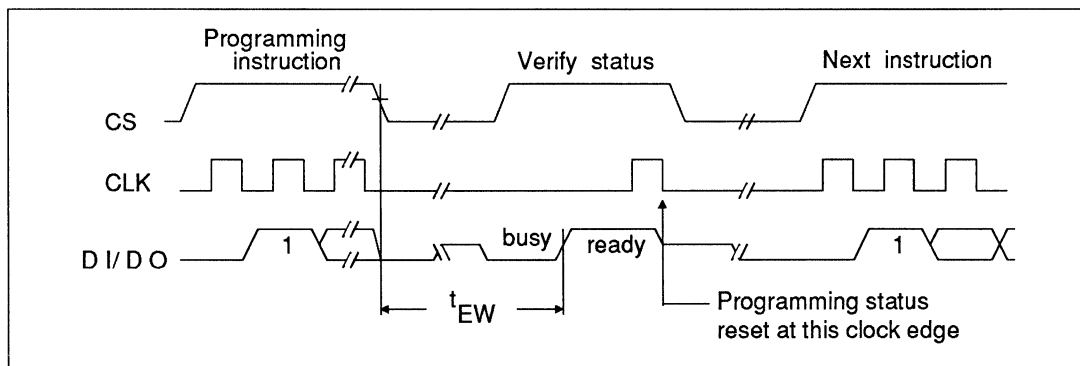 Programming
instruction
Verify status
Next instruction
CS
CLK
D I/ D O
1
busy
ready
1
tEW
Programming status
reset at this clock edge